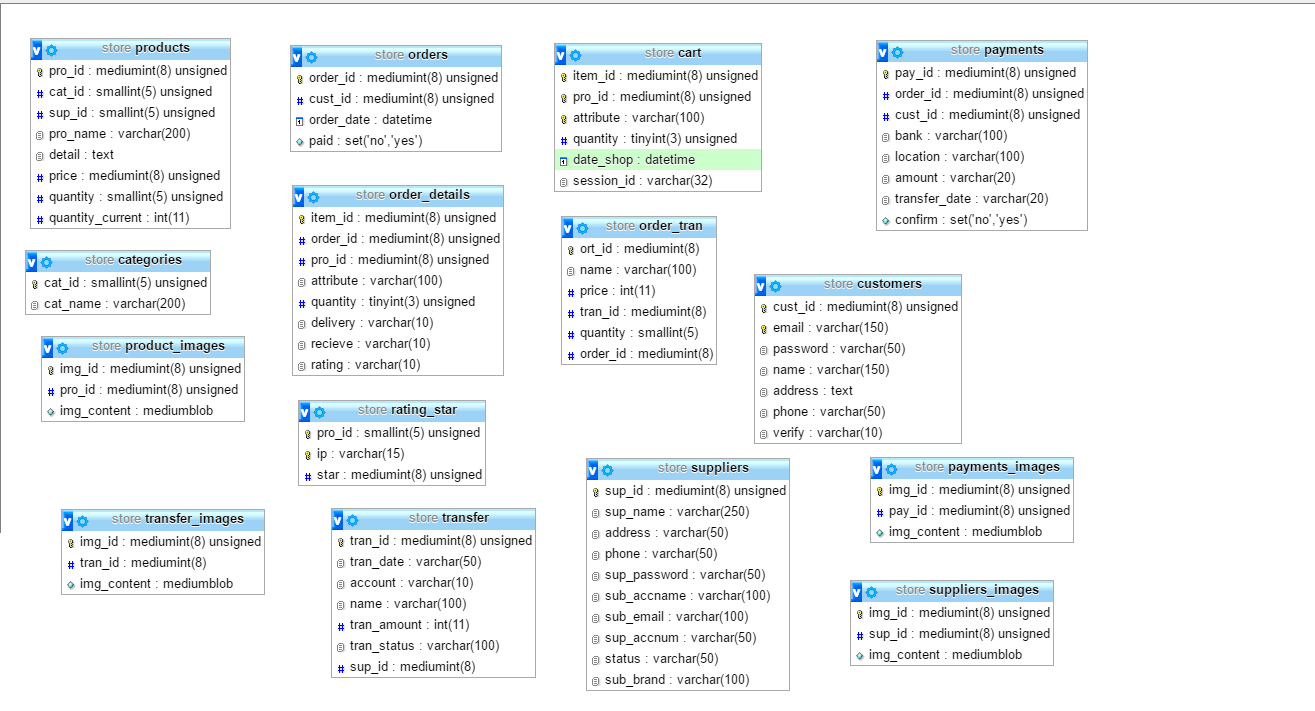 store products
pro_id : mediumint(8) unsigned
cat_id : smallint(5) unsigned
sup_id : smallint(5) unsigned
pro_name : varchar(200)
detail : text
price : mediumint(8) unsigned
quantity : smallint(5) unsigned
quantity_current : int(11)
store orders
order_id : mediumint(8) unsigned
cust_id : mediumint(8) unsigned
order_date : datetime
paid : set('no','yes')
store cart
item_id : mediumint(8) unsigned
pro_id : mediumint(8) unsigned
attribute : varchar(100)
quantity : tinyint(3) unsigned
date_shop : datetime
session_id : varchar(32)
store payments
pay_id : mediumint(8) unsigned
order_id : mediumint(8) unsigned
cust_id : mediumint(8) unsigned
bank : varchar(100)
location : varchar(100)
amount : varchar(20)
transfer_date : varchar(20)
confirm : set('no','yes')
store order_details
item_id : mediumint(8) unsigned
order_id : mediumint(8) unsigned
pro_id : mediumint(8) unsigned
attribute : varchar(100)
quantity : tinyint(3) unsigned
delivery : varchar(10)
recieve : varchar(10)
rating : varchar(10)
store order_tran
ort_id : mediumint(8)
name : varchar(100)
price : int(11)
tran_id : mediumint(8)
quantity : smallint(5)
order_id : mediumint(8)
store categories
cat_id : smallint(5) unsigned
cat_name : varchar(200)
store customers
cust_id : mediumint(8) unsigned
email : varchar(150)
password : varchar(50)
name : varchar(150)
address : text
phone : varchar(50)
verify : varchar(10)
store product_images
img_id : mediumint(8) unsigned
pro_id : mediumint(8) unsigned
img_content : mediumblob
store rating_star
pro_id : smallint(5) unsigned
ip : varchar(15)
star : mediumint(8) unsigned
store suppliers
sup_id : mediumint(8) unsigned
sup_name : varchar(250)
address : varchar(50)
phone : varchar(50)
sup_password : varchar(50)
sub_accname : varchar(100)
sub_email : varchar(100)
sup_accnum : varchar(50)
status : varchar(50)
sub_brand : varchar(100)
store payments_images
img_id : mediumint(8) unsigned
pay_id : mediumint(8) unsigned
img_content : mediumblob
store transfer_images
img_id : mediumint(8) unsigned
tran_id : mediumint(8)
img_content : mediumblob
store transfer
tran_id : mediumint(8) unsigned
tran_date : varchar(50)
account : varchar(10)
name : varchar(100)
tran_amount : int(11)
tran_status : varchar(100)
sup_id : mediumint(8)
store suppliers_images
img_id : mediumint(8) unsigned
sup_id : mediumint(8) unsigned
img_content : mediumblob